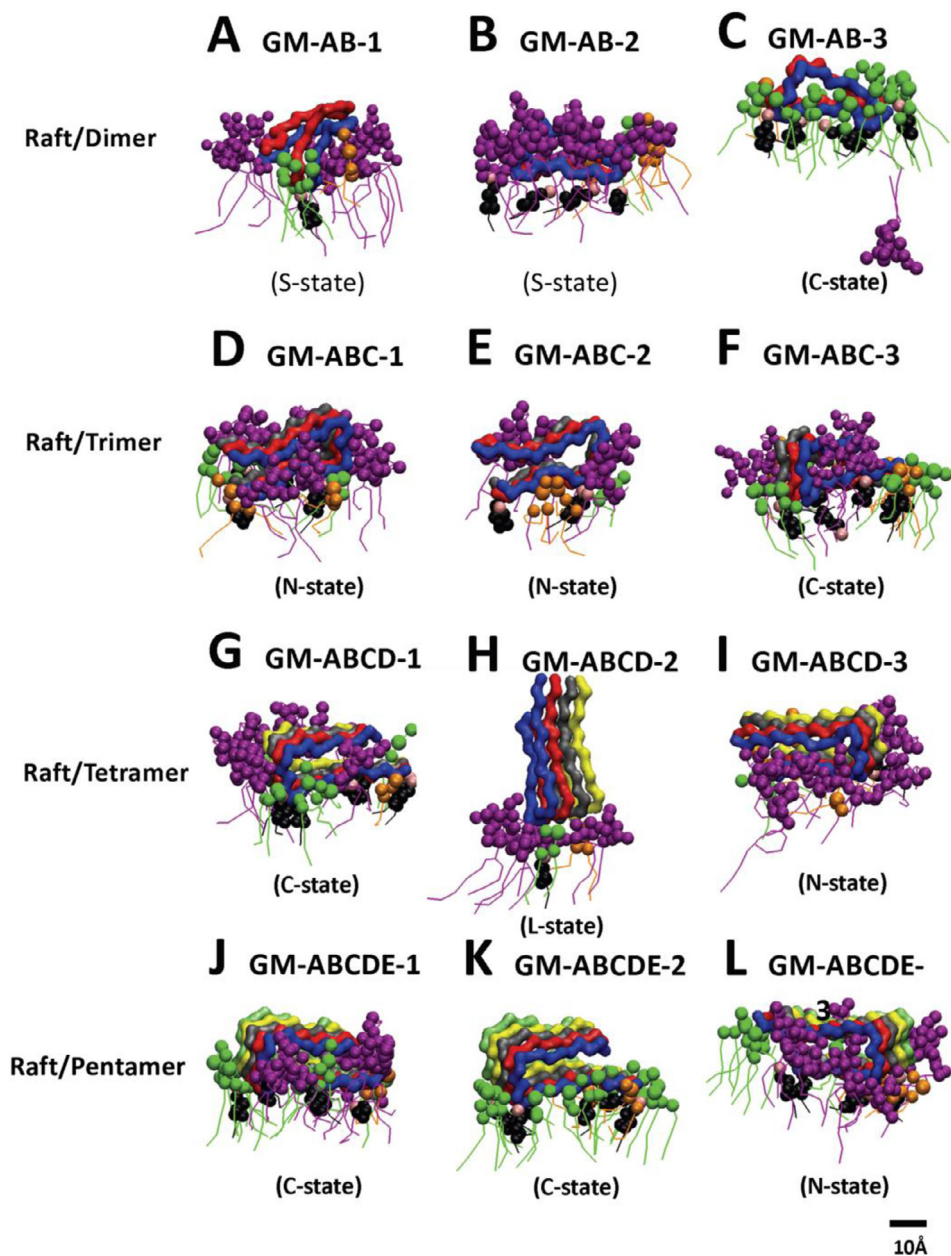 A GM-AB-1
B GM-AB-2
C GM-AB-3
Raft/Dimer
(S-state)
(S-state)
(C-state)
D GM-ABC-1
E GM-ABC-2
F GM-ABC-3
Raft/Trimer
(N-state)
(N-state)
(C-state)
G GM-ABCD-1
H GM-ABCD-2
I GM-ABCD-3
Raft/Tetramer
(C-state)
(L-state)
(N-state)
J GM-ABCDE-1
K GM-ABCDE-2
L GM-ABCDE-
3
Raft/Pentamer
(C-state)
(C-state)
(N-state)
10Å